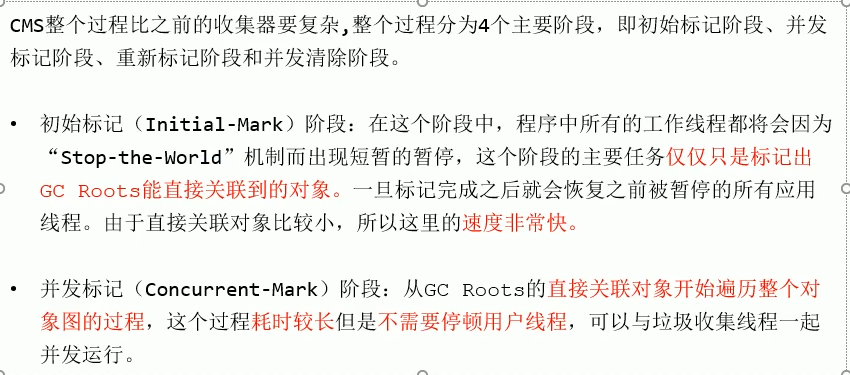 CMS整个过程比之前的收集器要复杂,整个过程分为4个主要阶段，即初始标记阶段、并发
标记阶段、重新标记阶段和并发清除阶段。
• 初始标记（Initial-Mark）阶段：在这个阶段中，程序中所有的工作线程都将会因为
“Stop-the-World”机制而出现短暂的暂停，这个阶段的主要任务仅仅只是标记出
GC Roots能直接关联到的对象。一旦标记完成之后就会恢复之前被暂停的所有应用
线程。由于直接关联对象比较小，所以这里的速度非常快。
• 并发标记（Concurrent-Mark）阶段：从GC Roots的直接关联对象开始遍历整个对
象图的过程，这个过程耗时较长但是不需要停顿用户线程，可以与垃圾收集线程一起
并发运行。